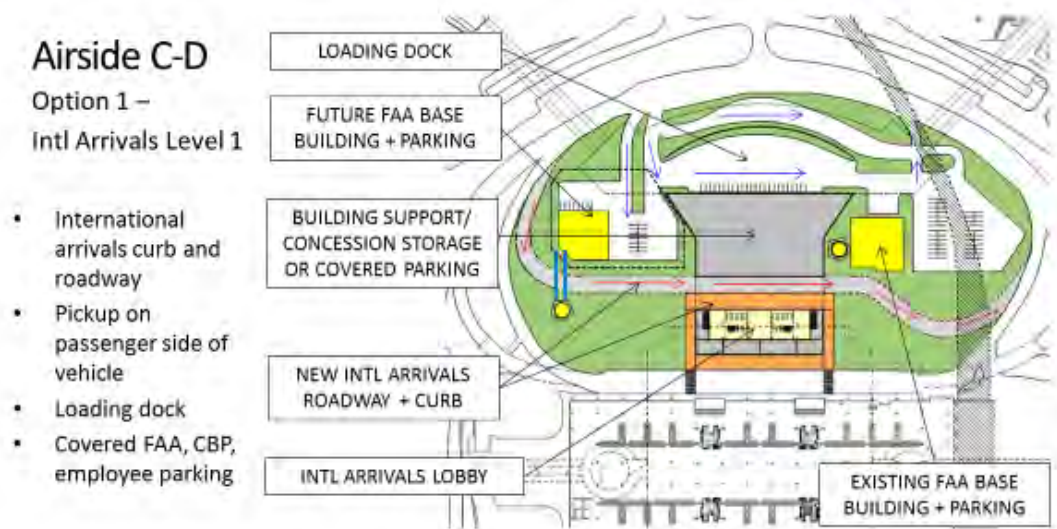 Airside C-D
Option 1 –
Intl Arrivals Level 1
• International
arrivals curb and
roadway
• Pickup on
passenger side of
vehicle
• Loading dock
• Covered FAA, CBP,
employee parking
LOADING DOCK
FUTURE FAA BASE
BUILDING + PARKING
BUILDING SUPPORT/
CONCESSION STORAGE
OR COVERED PARKING
NEW INTL ARRIVALS
ROADWAY + CURB
INTL ARRIVALS LOBBY
EXISTING FAA BASE
BUILDING + PARKING